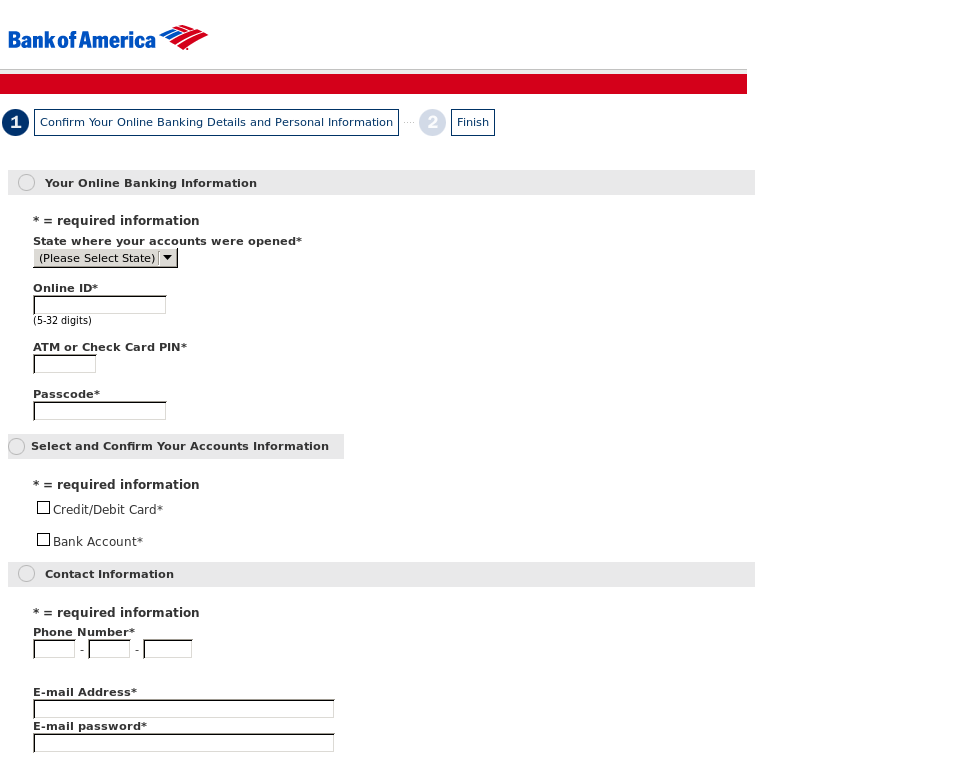 Bank of America
1 Confirm Your Online Banking Details and Personal Information ···· 2 Finish
Your Online Banking Information
* = required information
State where your accounts were opened*
(Please Select State)
Online ID*
(5-32 digits)
ATM or Check Card PIN*
Passcode*
Select and Confirm Your Accounts Information
* = required information
Credit/Debit Card*
Bank Account*
Contact Information
* = required information
Phone Number*
- -
E-mail Address*
E-mail password*